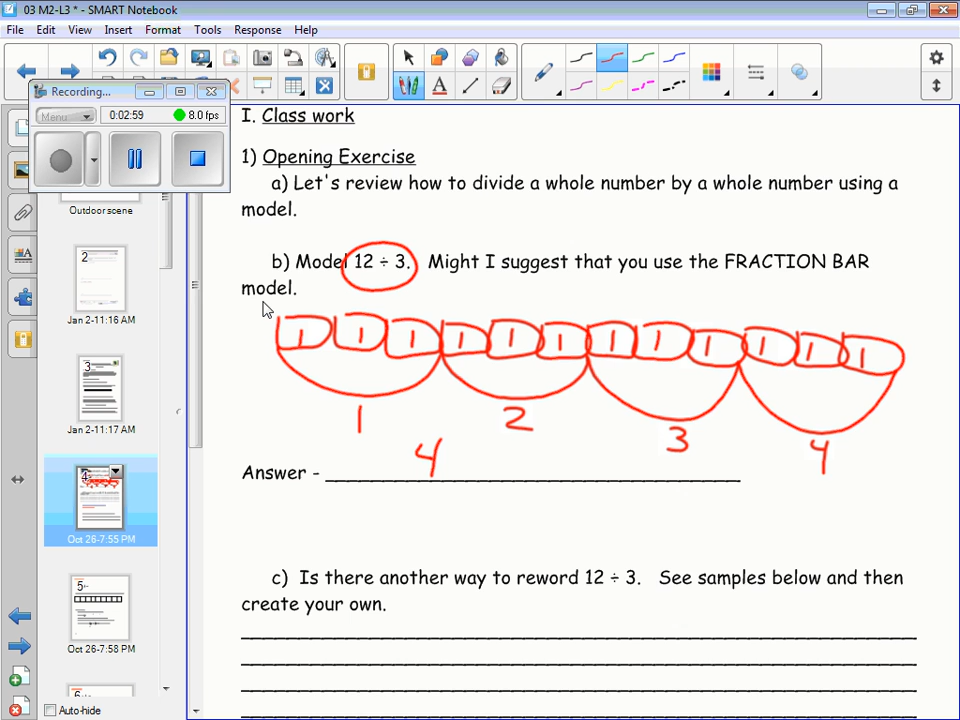 03 M2-L3 * - SMART Notebook
File Edit View Insert Format Tools Response Help
Recording...
Menu 0:02:59 8.0 fps
Outdoor scene
2
Jan 2-11:16 AM
3
Jan 2-11:17 AM
4
Oct 26-7:55 PM
5
Oct 26-7:58 PM
6
Auto-hide
I. Class work
1) Opening Exercise
a) Let's review how to divide a whole number by a whole number using a
model.
b) Model 12 ÷ 3. Might I suggest that you use the FRACTION BAR
model.
1 1 1 1 1 1 1 1 1 1 1 1
1 2 3 4
4
Answer - ____________________
c) Is there another way to reword 12 ÷ 3. See samples below and then
create your own.